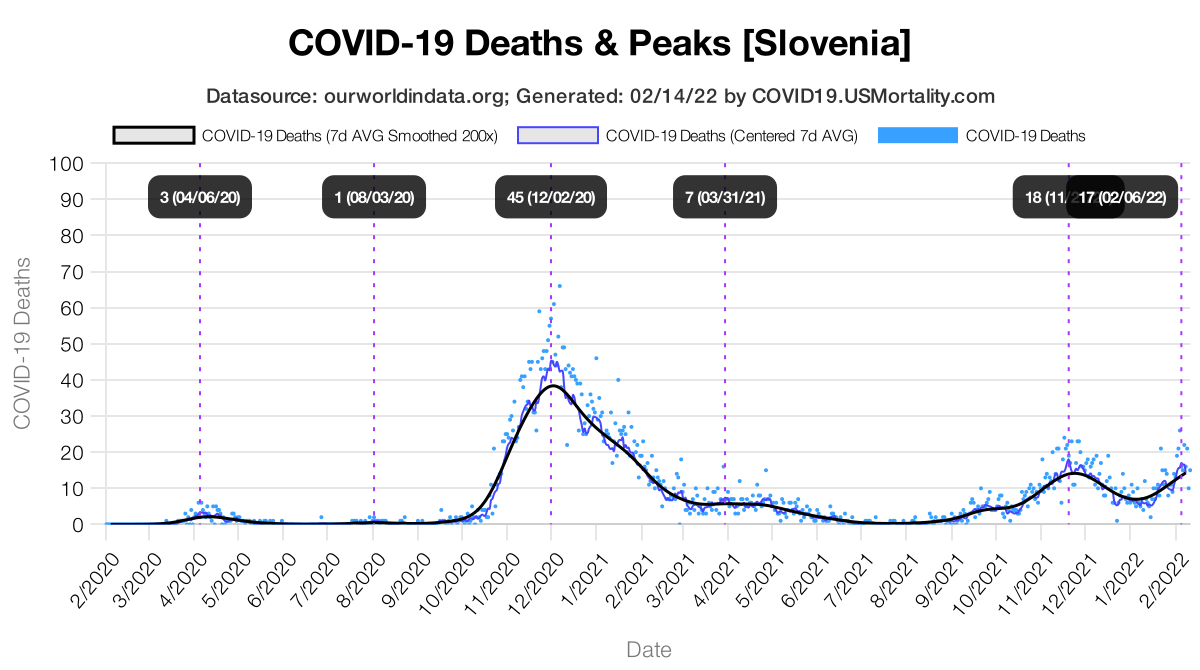 COVID-19 Deaths & Peaks [Slovenia]
Datasource: ourworldindata.org; Generated: 02/14/22 by COVID19.USMortality.com
COVID-19 Deaths (7d AVG Smoothed 200x) COVID-19 Deaths (Centered 7d AVG) COVID-19 Deaths
100
90
80
70
60
50
40
30
20
10
0
COVID-19 Deaths
3 (04/06/20) 1 (08/03/20) 45 (12/02/20) 7 (03/31/21) 18 (11/ 17 (02/06/22)
2/2020 3/2020 4/2020 5/2020 6/2020 7/2020 8/2020 9/2020 10/2020 11/2020 12/2020 1/2021 2/2021 3/2021 4/2021 5/2021 6/2021 7/2021 8/2021 9/2021 10/2021 11/2021 12/2021 1/2022 2/2022
Date